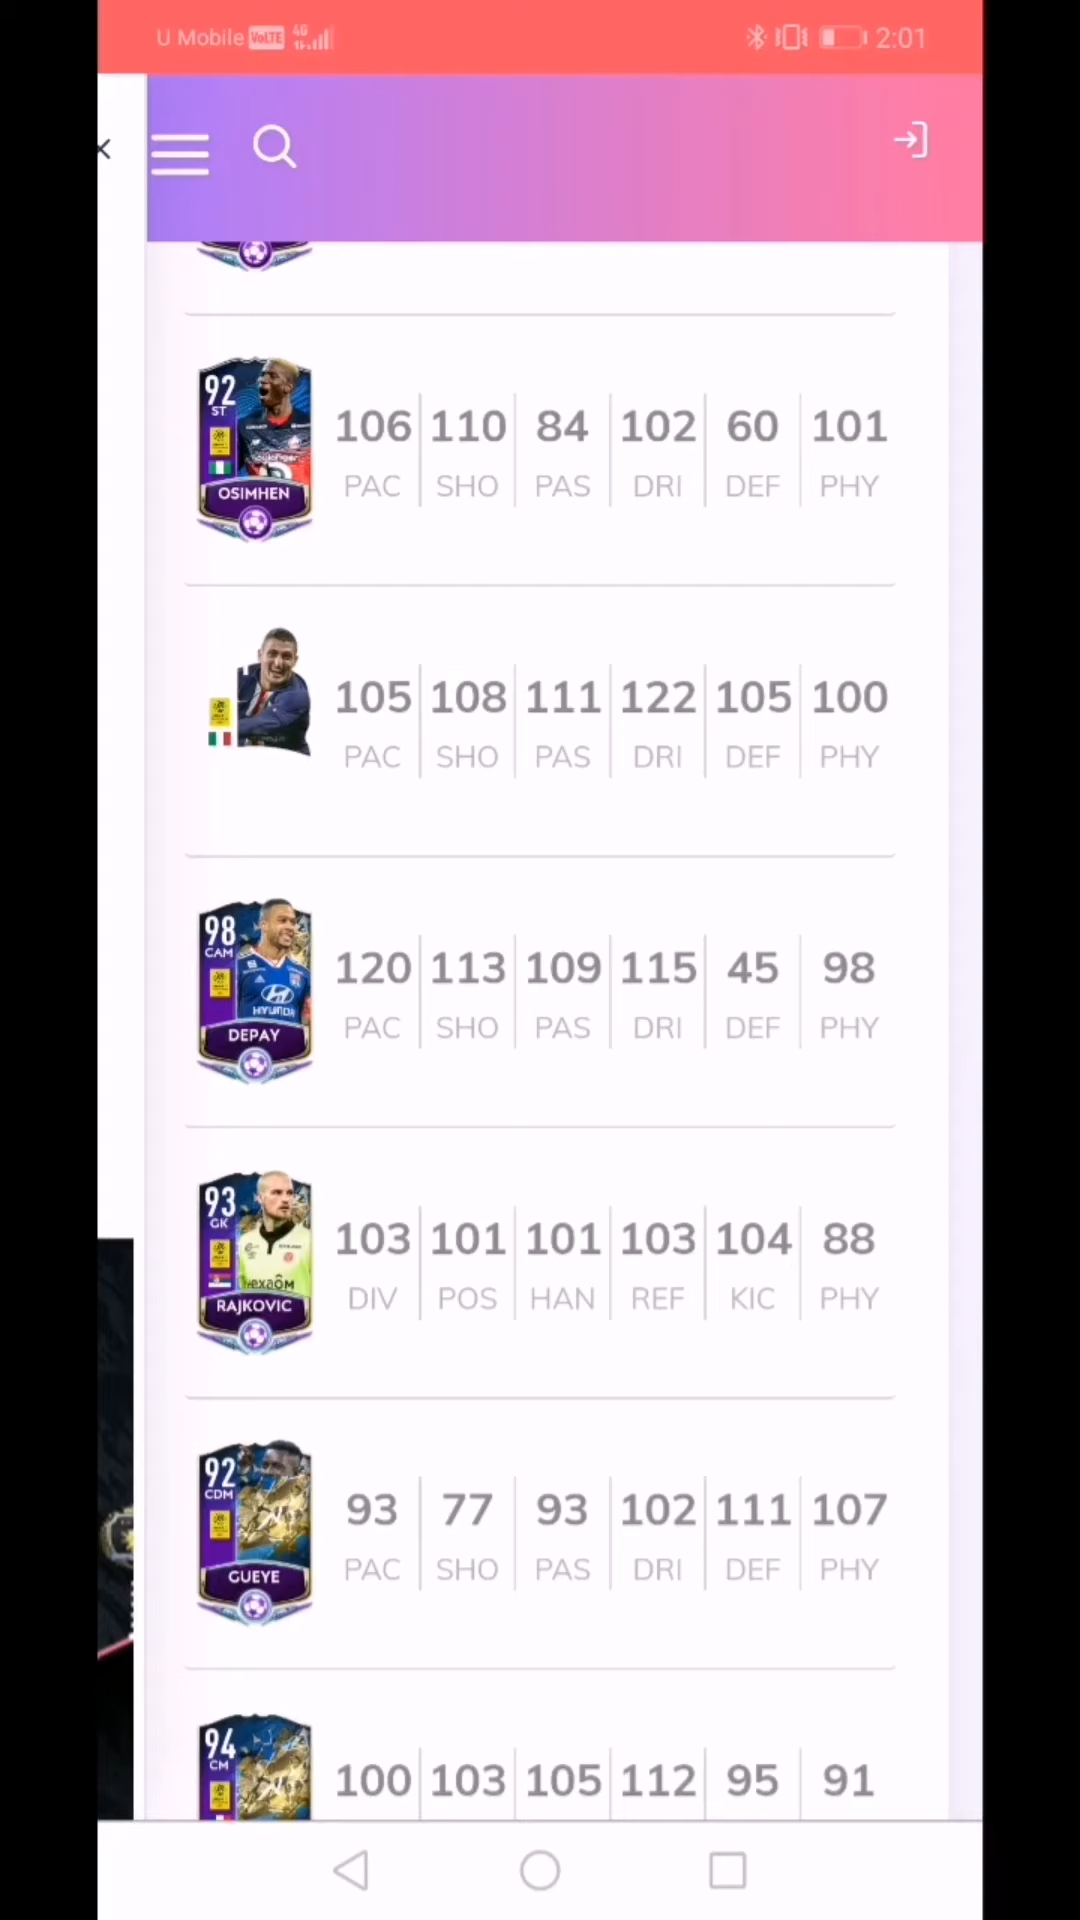 U Mobile VoLTE 4G 2:01
92
ST
OSIMHEN
106 110 84 102 60 101
PAC SHO PAS DRI DEF PHY
105 108 111 122 105 100
PAC SHO PAS DRI DEF PHY
98
CAM
HYUNDAI
DEPAY
120 113 109 115 45 98
PAC SHO PAS DRI DEF PHY
93
GK
HEXAÔM
RAJKOVIC
103 101 101 103 104 88
DIV POS HAN REF KIC PHY
92
CDM
GUEYE
93 77 93 102 111 107
PAC SHO PAS DRI DEF PHY
94
CM
100 103 105 112 95 91